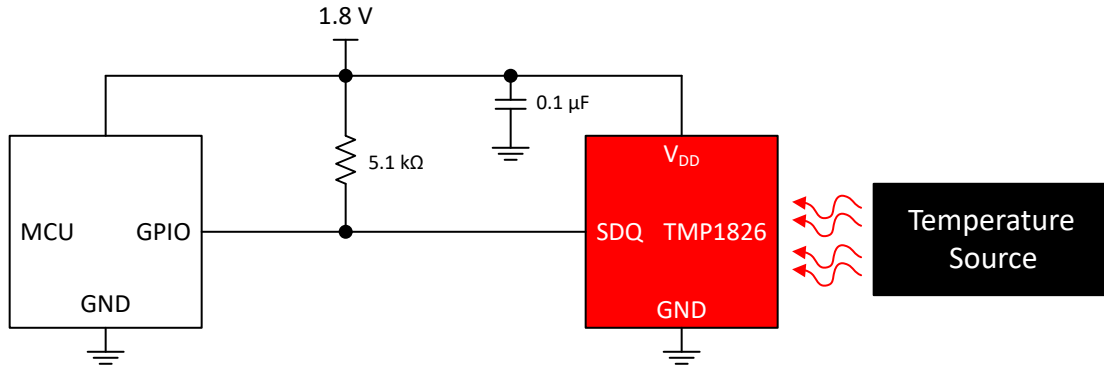 1.8 V
0.1 µF
5.1 kΩ
VDD
MCU GPIO
SDQ TMP1826
GND
GND
Temperature
Source